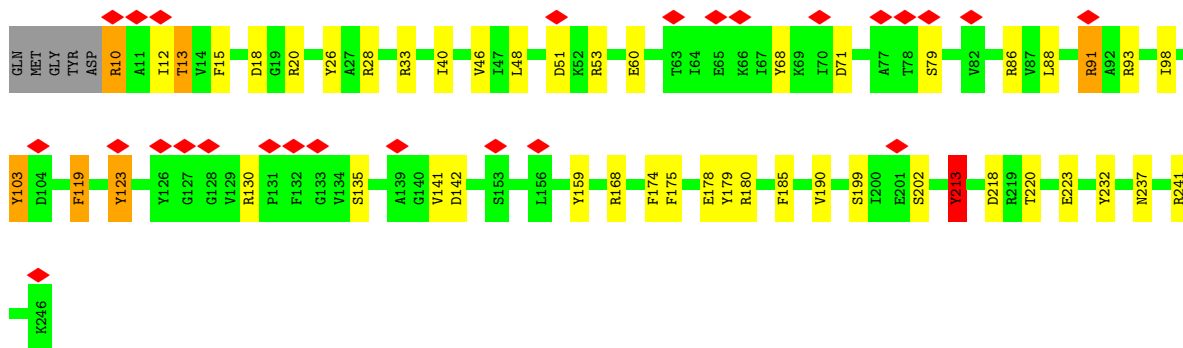 GLN MET GLY TYR ASP R10 A11 I12 T13 V14 F15 D18 G19 R20 Y26 A27 R28 R33 I40 V46 I47 L48 D51 K52 R53 E60 T63 I64 E65 K66 I67 Y68 K69 I70 D71 A77 T78 S79 V82 R86 V87 L88 R91 A92 R93 I98
Y103 D104 F119 Y123 Y126 G127 G128 V129 R130 P131 F132 G133 V134 S135 A139 G140 V141 D142 S153 L156 Y159 R168 F174 F175 E178 Y179 R180 F185 V190 S199 I200 E201 S202 Y213 D218 R219 T220 E223 Y232 N237 R241
K246